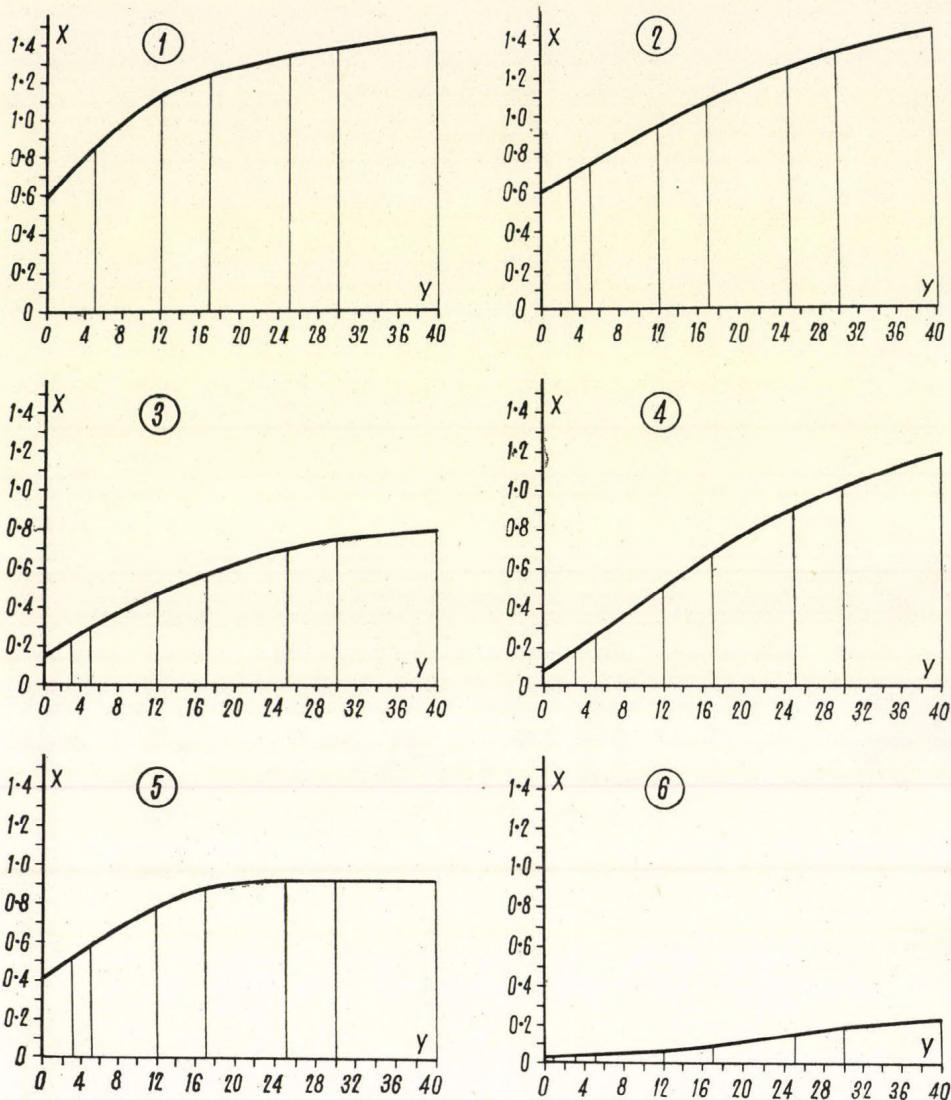 X 1 1·4 1·2 1·0 0·8 0·6 0·4 0·2 0 Y
0 4 8 12 16 20 24 28 32 36 40
X 2 1·4 1·2 1·0 0·8 0·6 0·4 0·2 0 Y
0 4 8 12 16 20 24 28 32 36 40
X 3 1·4 1·2 1·0 0·8 0·6 0·4 0·2 0 Y
0 4 8 12 16 20 24 28 32 36 40
X 4 1·4 1·2 1·0 0·8 0·6 0·4 0·2 0 Y
0 4 8 12 16 20 24 28 32 36 40
X 5 1·4 1·2 1·0 0·8 0·6 0·4 0·2 0 Y
0 4 8 12 16 20 24 28 32 36 40
X 6 1·4 1·2 1·0 0·8 0·6 0·4 0·2 0 Y
0 4 8 12 16 20 24 28 32 36 40